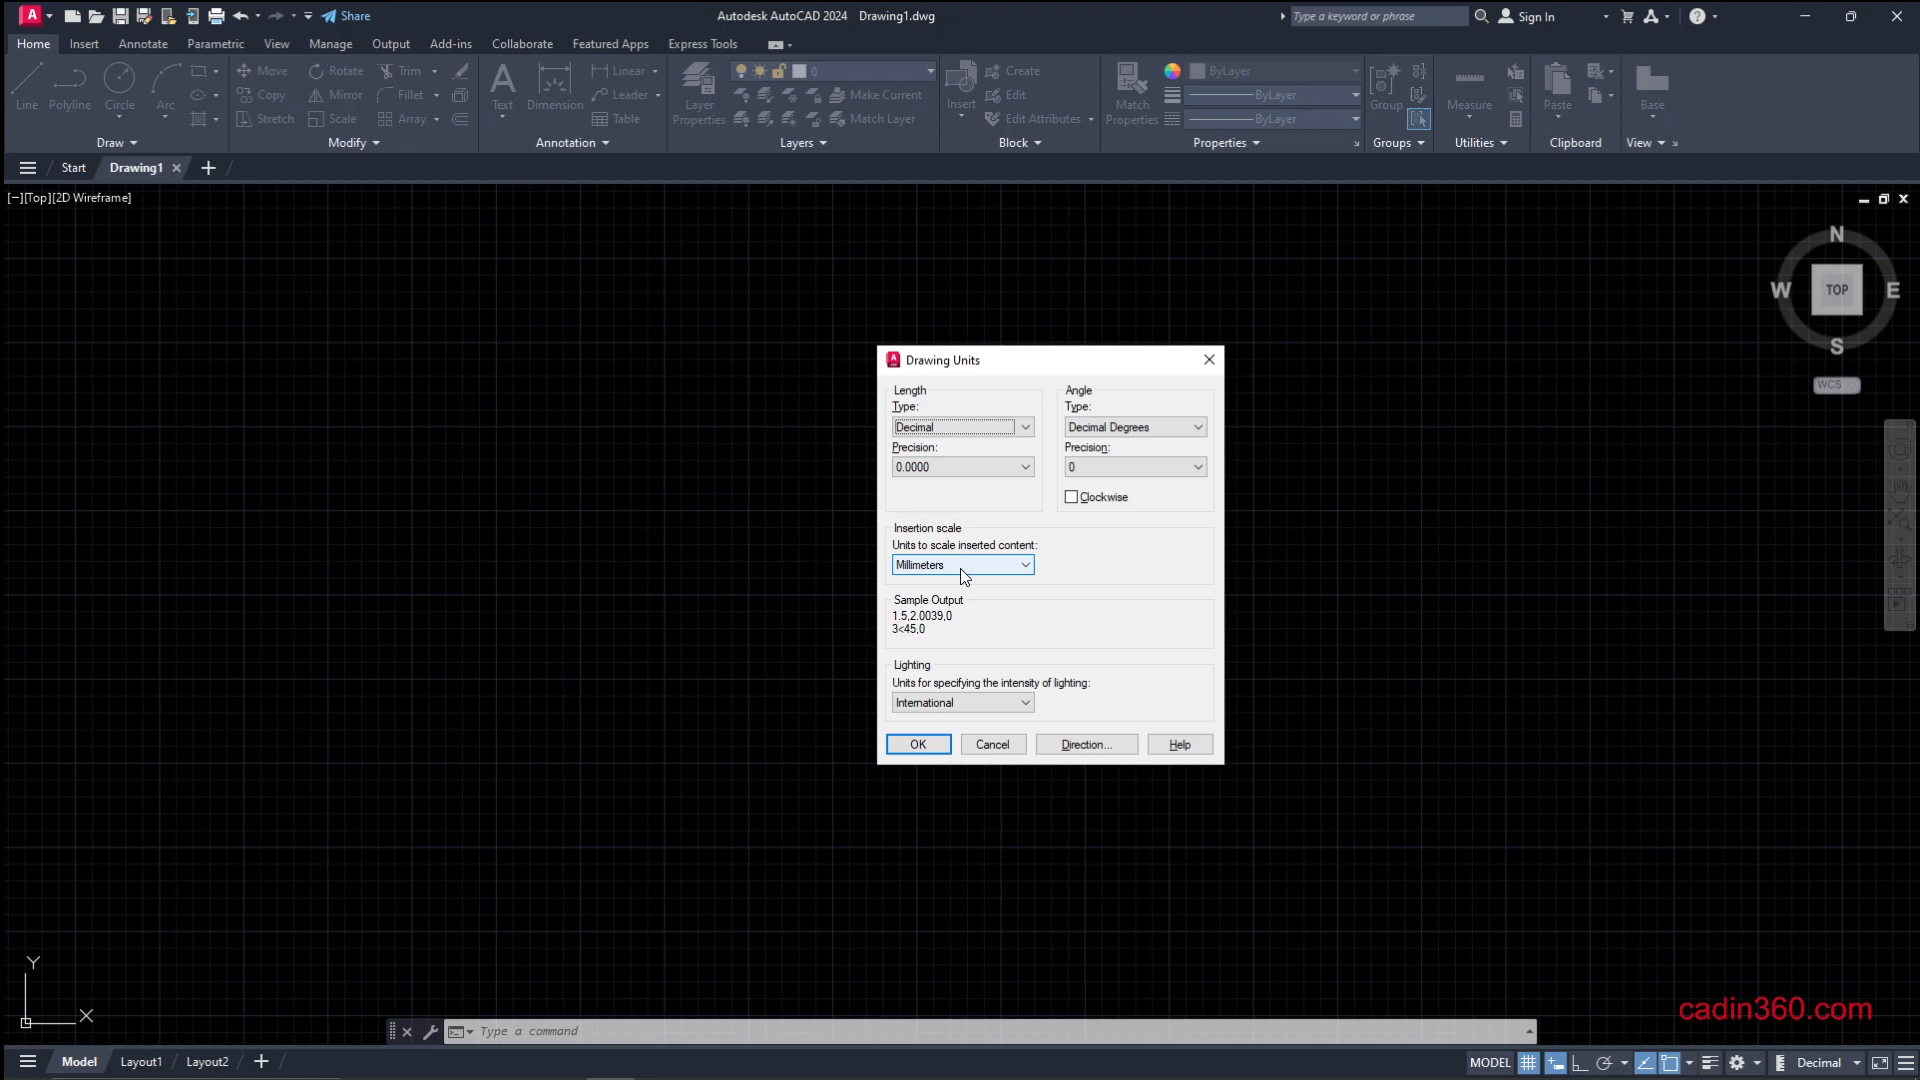 A Share Autodesk AutoCAD 2024 Drawing1.dwg Type a keyword or phrase Sign In ?
Home Insert Annotate Parametric View Manage Output Add-ins Collaborate Featured Apps Express Tools
Line Polyline Circle Arc
Move Rotate Trim
Copy Mirror Fillet
Stretch Scale Array
Text Dimension
Linear
Leader
Table
Layer
Properties
0
Make Current
Match Layer
Insert
Create
Edit
Edit Attributes
Match
Properties
ByLayer
ByLayer
ByLayer
Group Measure Paste Base
Draw Modify Annotation Layers Block Properties Groups Utilities Clipboard View
Start Drawing1
[−][Top][2D Wireframe]
N
W TOP E
S
WCS
A Drawing Units
Length
Type:
Decimal
Precision:
0.0000
Angle
Type:
Decimal Degrees
Precision:
0
Clockwise
Insertion scale
Units to scale inserted content:
Millimeters
Sample Output
1.5,2.0039,0
3<45,0
Lighting
Units for specifying the intensity of lighting:
International
OK Cancel Direction... Help
Y
X
Type a command
cadin360.com
Model Layout1 Layout2 MODEL Decimal